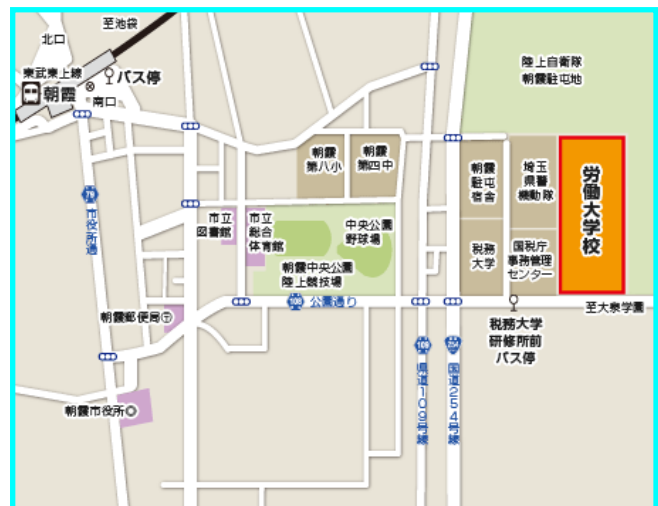 至池袋
北口
東武東上線
バス停
朝霞
南口
陸上自衛隊
朝霞駐屯地
79
市役所通
朝霞
第八小
朝霞
第四中
朝霞
駐屯
宿舎
埼玉
県警
機動隊
労働大学校
市立
図書館
市立
総合
体育館
中央公園
野球場
朝霞中央公園
陸上競技場
税務
大学
国税庁
事務管理
センター
108
公園通り
至大泉学園
朝霞郵便局
税務大学
研修所前
バス停
109
県道109号線
254
国道254号線
朝霞市役所